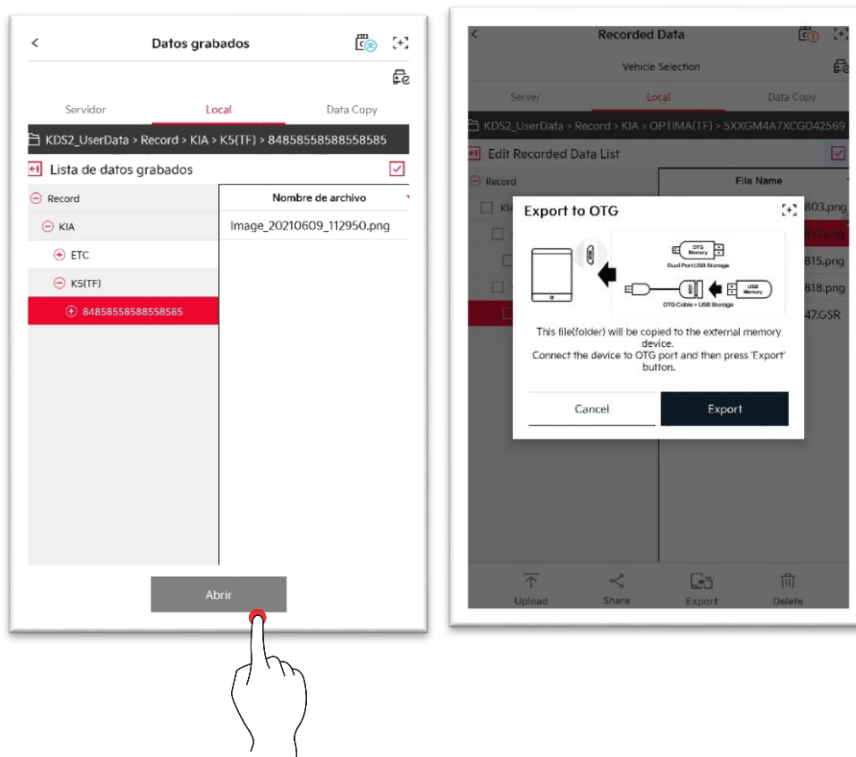 Datos grabados
Servidor
Local
Data Copy
KDS2_UserData > Record > KIA > K5(TF) > 84858558588558585
Lista de datos grabados
Record
Nombre de archivo
KIA
Image_20210609_112950.png
ETC
K5(TF)
84858558588558585
Abrir
Recorded Data
Vehicle Selection
Server
Local
Data Copy
KDS2_UserData > Record > KIA > OPTIMA(TF) > 5XXGM4A7XCG042569
Edit Recorded Data List
Record
File Name
803.png
813.png
815.png
818.png
47.GSR
Export to OTG
OTG
Memory
Dual Port USB Storage
USB
Memory
OTG Cable + USB Storage
This file(folder) will be copied to the external memory
device.
Connect the device to OTG port and then press 'Export'
button.
Cancel
Export
Upload
Share
Export
Delete